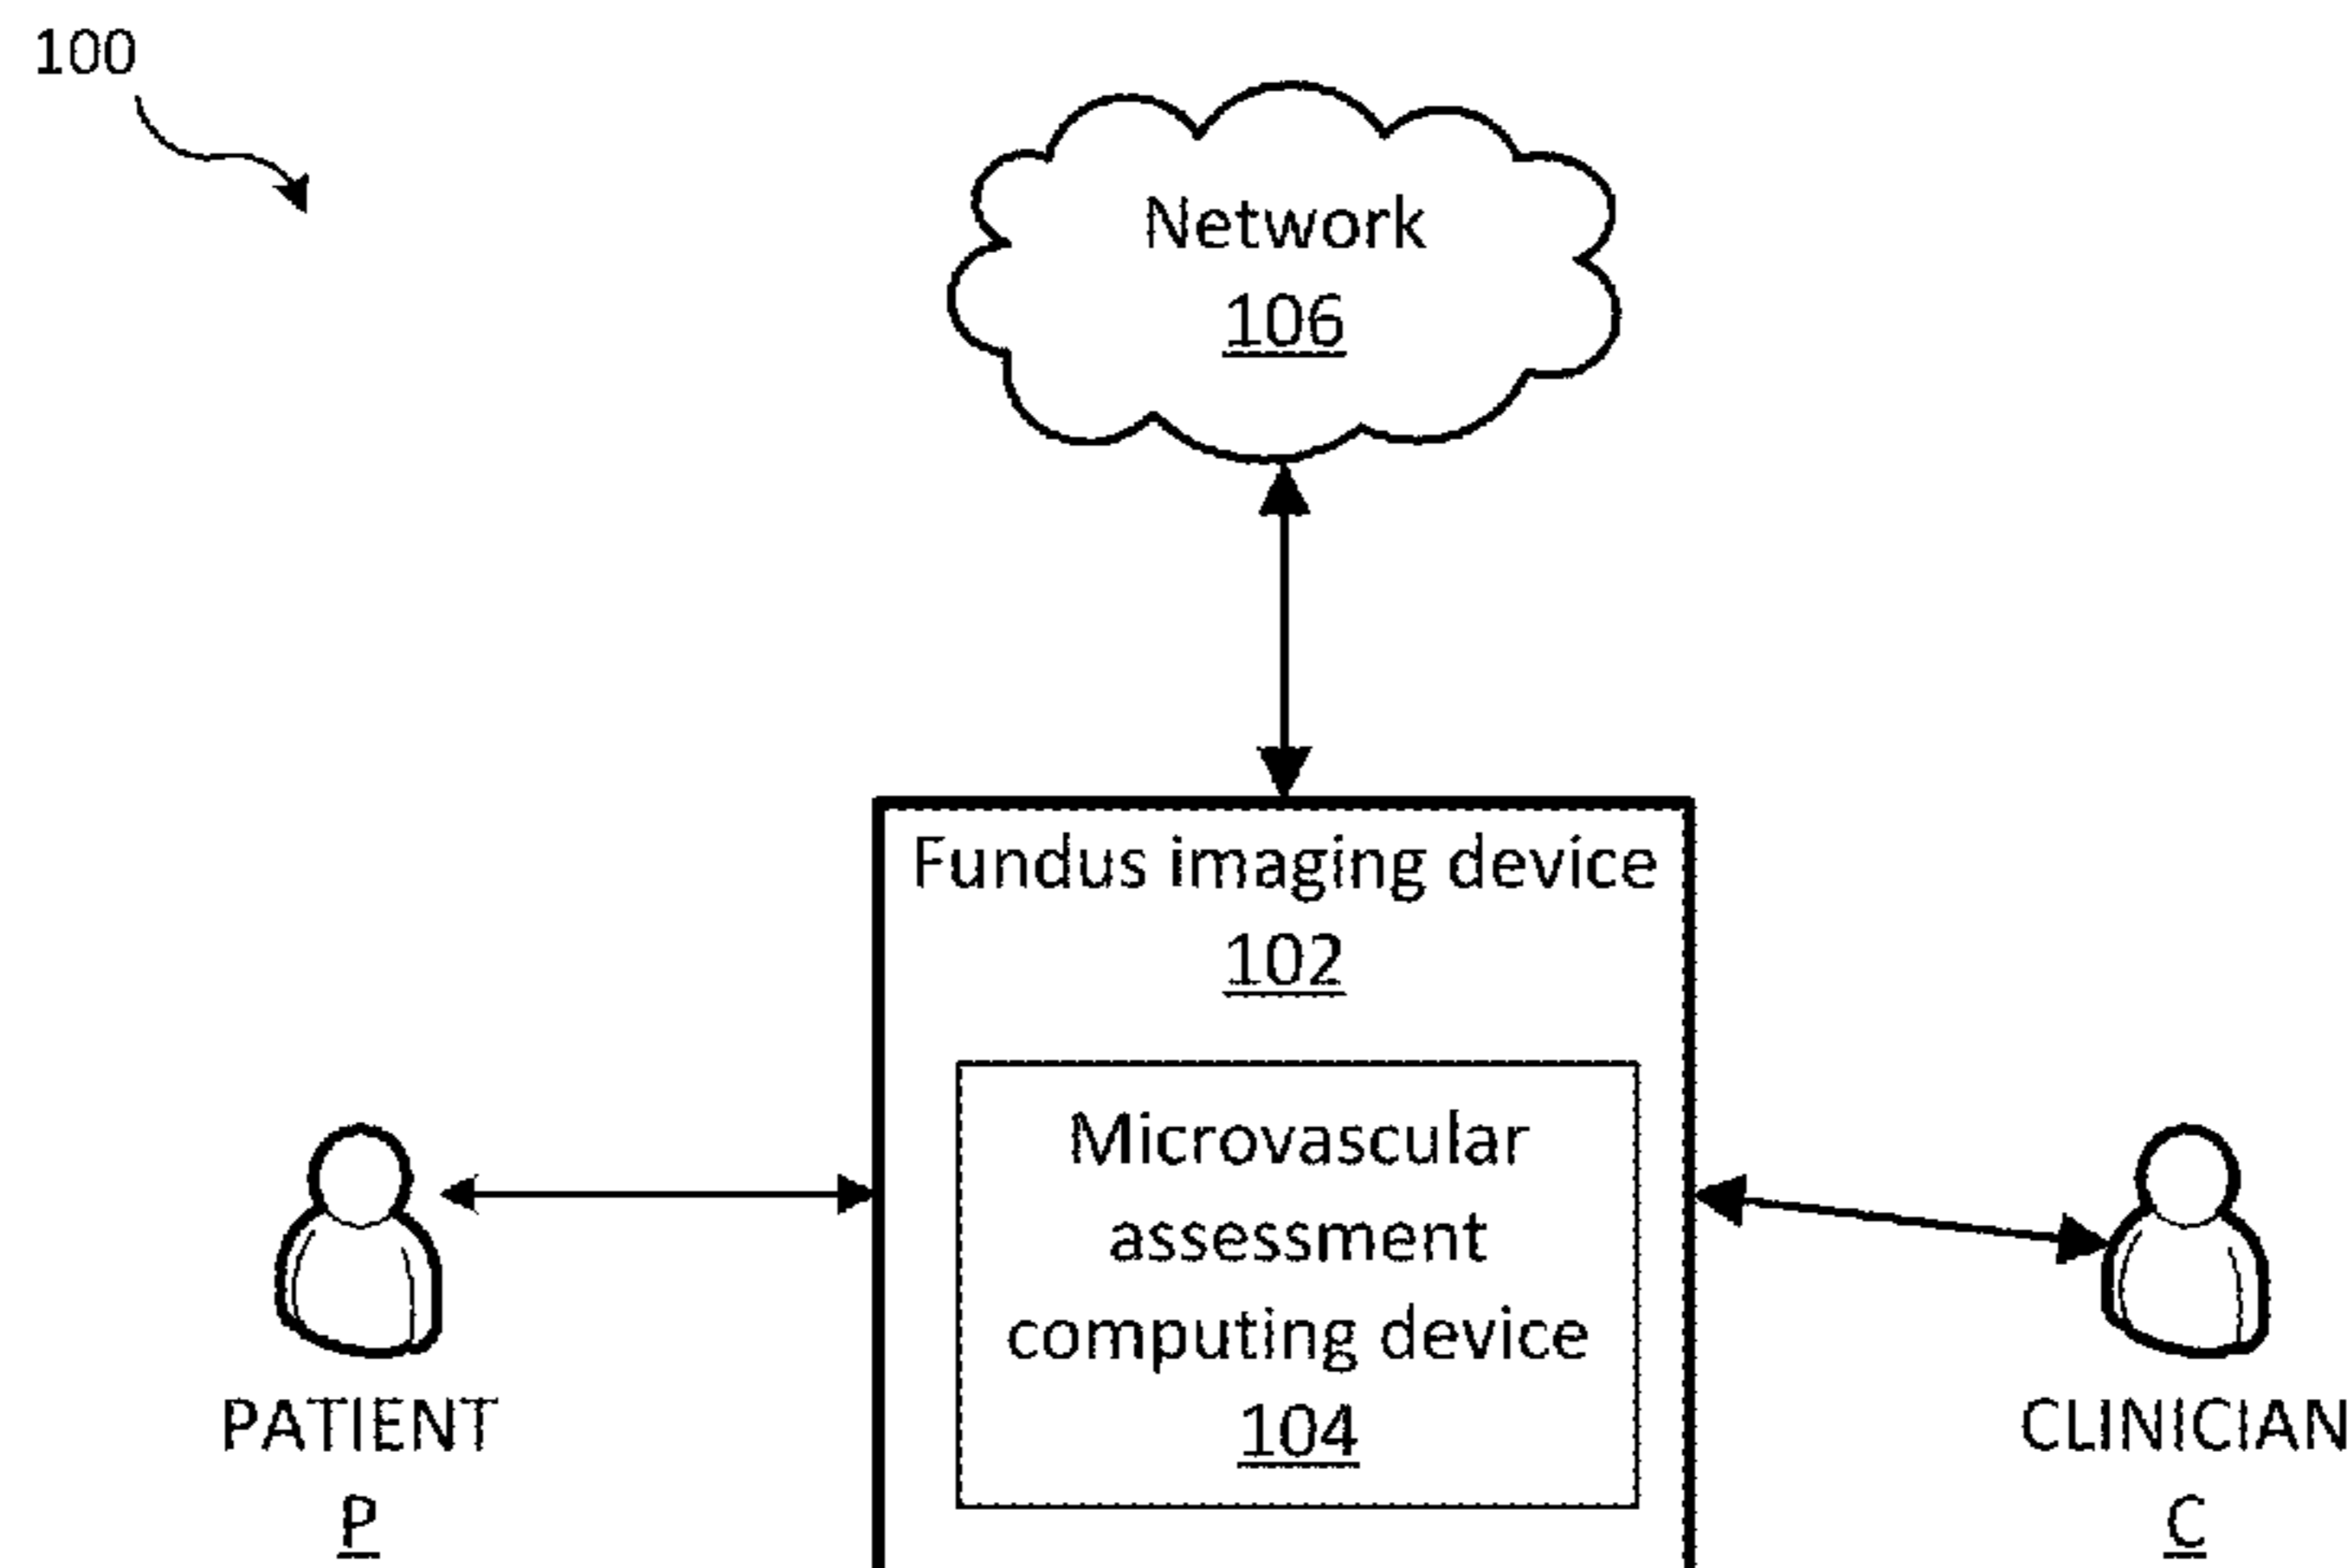 100
Network
106
Fundus imaging device
102
Microvascular
assessment
computing device
104
PATIENT
P
CLINICIAN
C